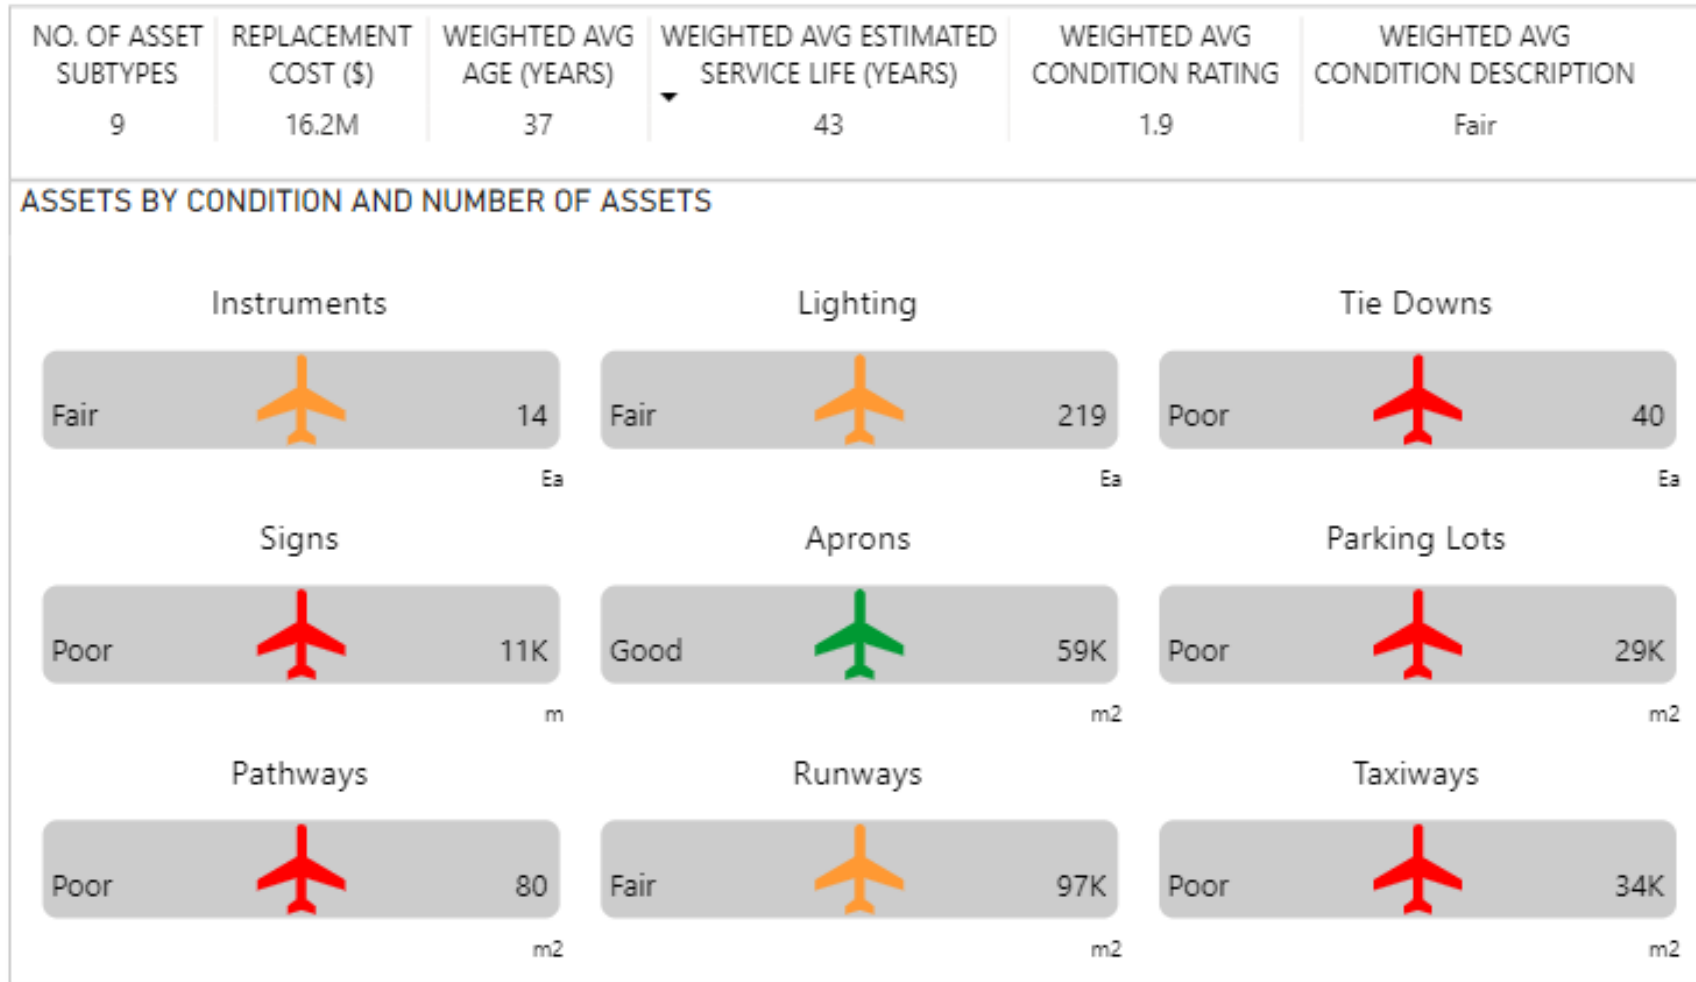 NO. OF ASSET SUBTYPES
9
REPLACEMENT COST ($)
16.2M
WEIGHTED AVG AGE (YEARS)
37
WEIGHTED AVG ESTIMATED SERVICE LIFE (YEARS)
43
WEIGHTED AVG CONDITION RATING
1.9
WEIGHTED AVG CONDITION DESCRIPTION
Fair
ASSETS BY CONDITION AND NUMBER OF ASSETS
Instruments
Fair 14
Ea
Lighting
Fair 219
Ea
Tie Downs
Poor 40
Ea
Signs
Poor 11K
m
Aprons
Good 59K
m2
Parking Lots
Poor 29K
m2
Pathways
Poor 80
m2
Runways
Fair 97K
m2
Taxiways
Poor 34K
m2